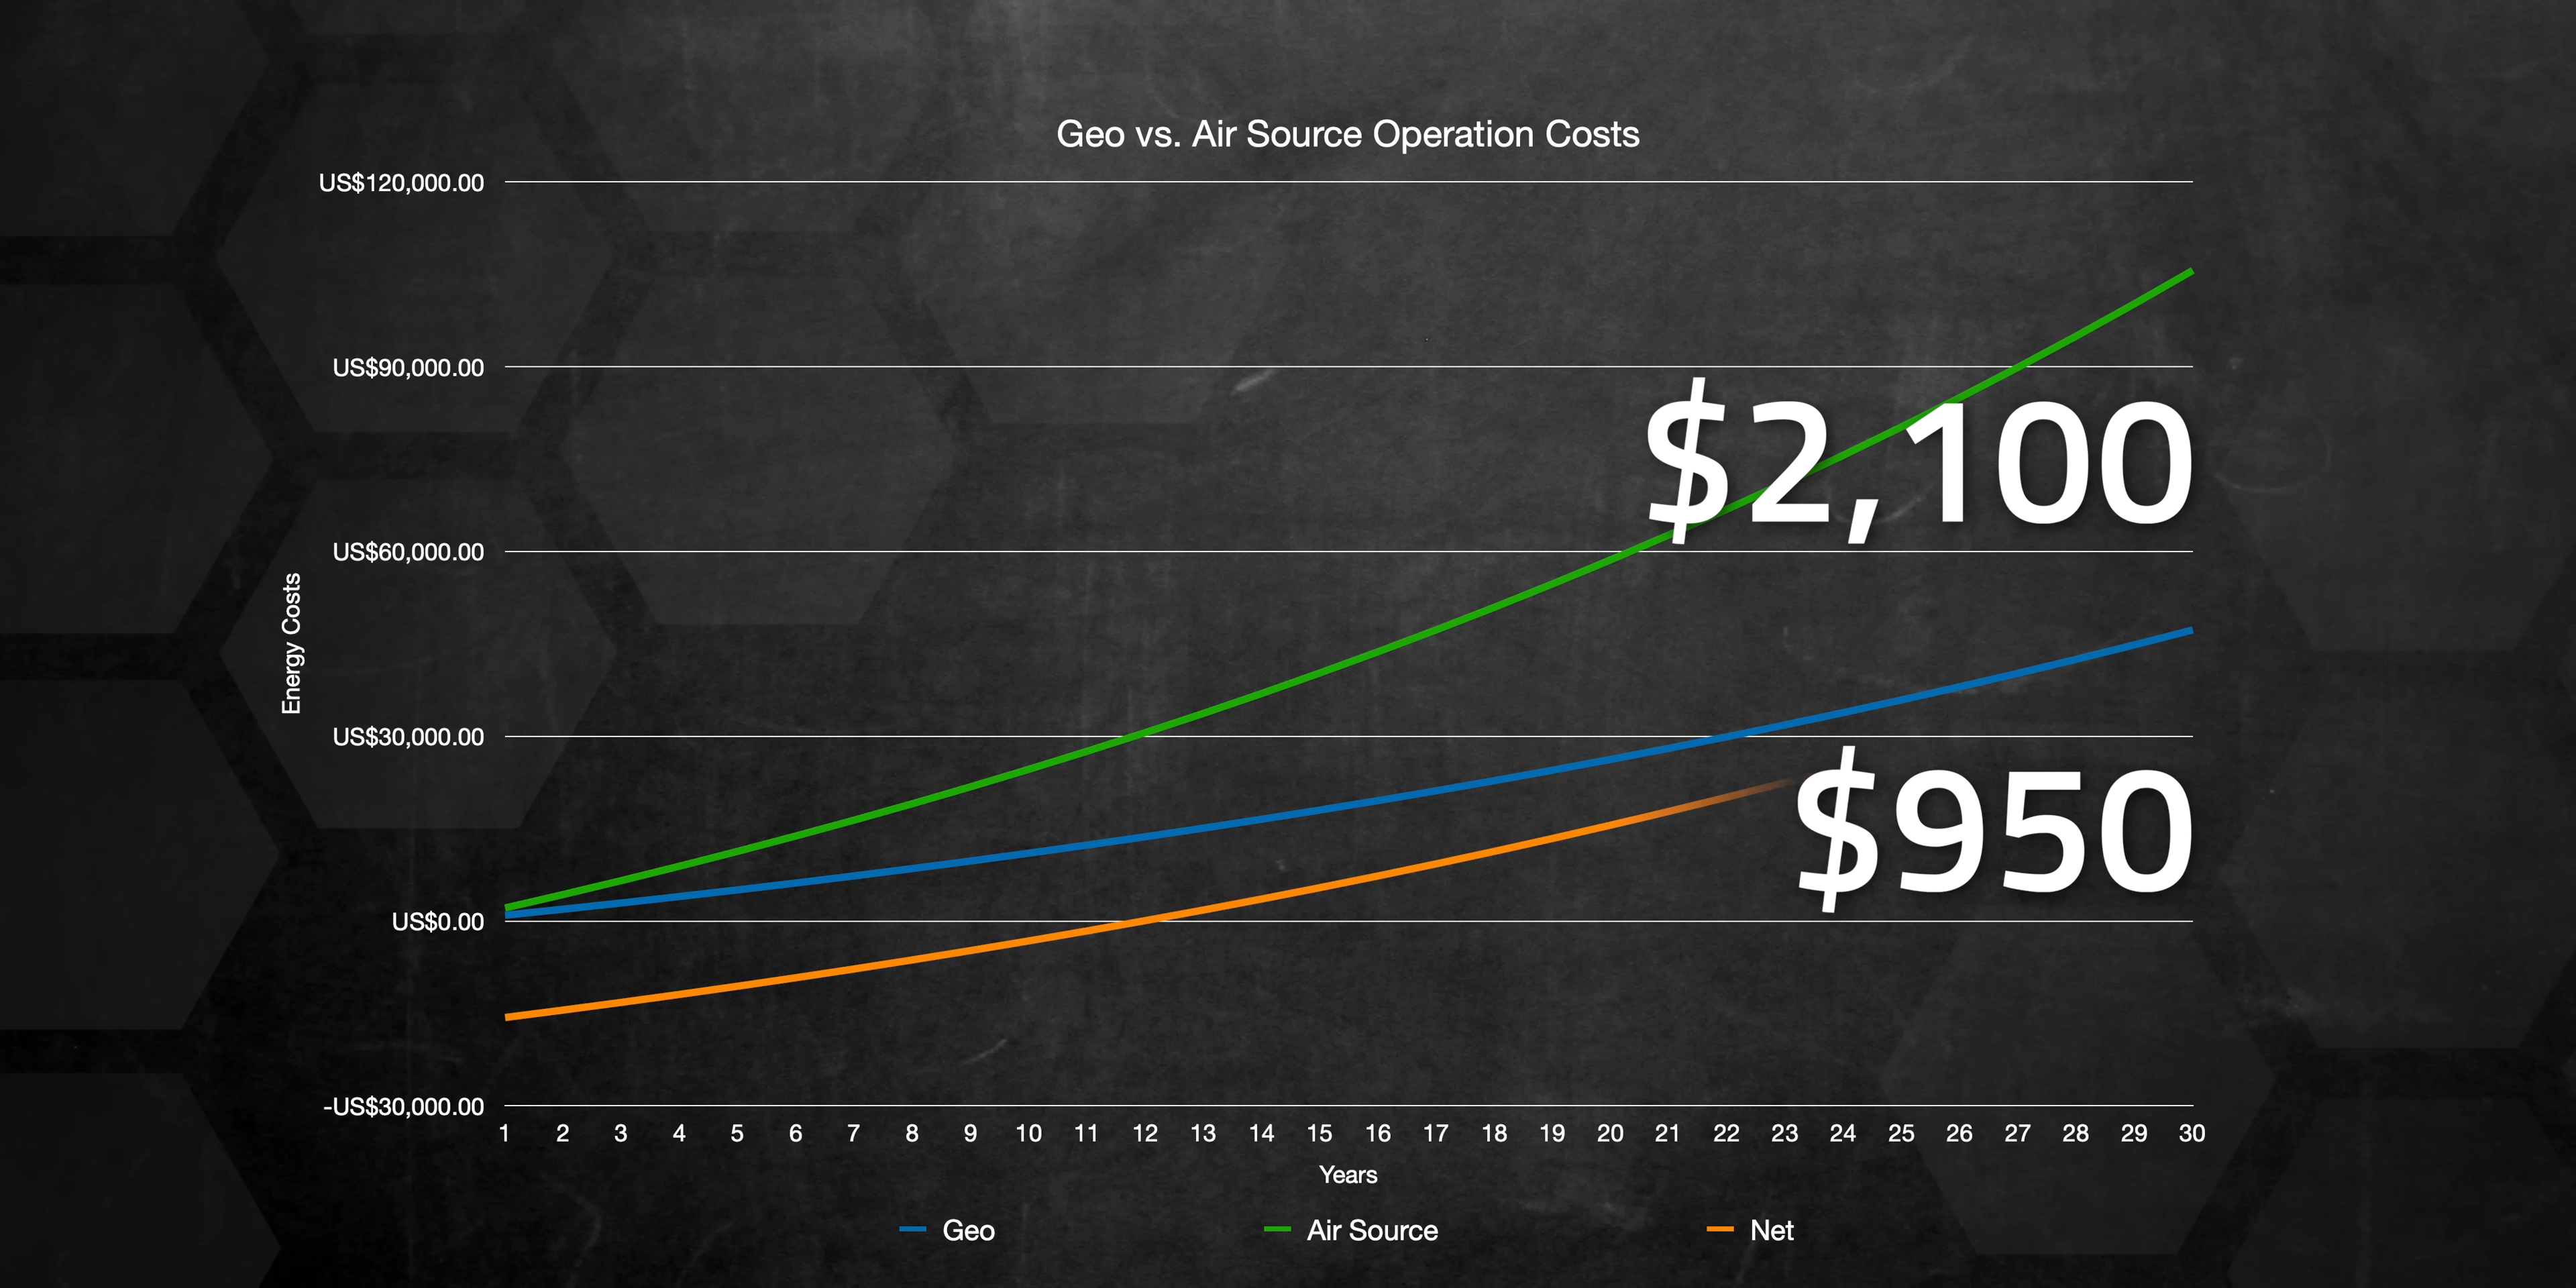 Geo vs. Air Source Operation Costs
US$120,000.00
US$90,000.00
$2,100
US$60,000.00
Energy Costs
US$30,000.00
$950
US$0.00
-US$30,000.00
1 2 3 4 5 6 7 8 9 10 11 12 13 14 15 16 17 18 19 20 21 22 23 24 25 26 27 28 29 30
Years
Geo Air Source Net